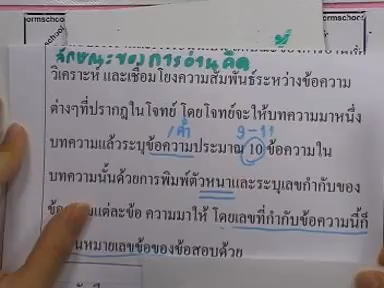 ลักษณะของการอ่านคิด
วิเคราะห์ และเชื่อมโยงความสัมพันธ์ระหว่างข้อความ
ต่างๆที่ปรากฏในโจทย์ โดยโจทย์จะให้บทความมาหนึ่ง
/คำ 9-11
บทความแล้วระบุข้อความประมาณ 10 ข้อความใน
บทความนั้นด้วยการพิมพ์ตัวหนาและระบุเลขกำกับของ
แต่ละข้อ ความมาให้ โดยเลขที่กำกับข้อความนี้ก็
หมายเลขข้อของข้อสอบด้วย